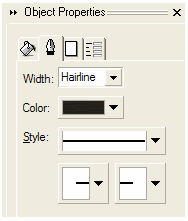 Object Properties
Width: Hairline
Color:
Style: